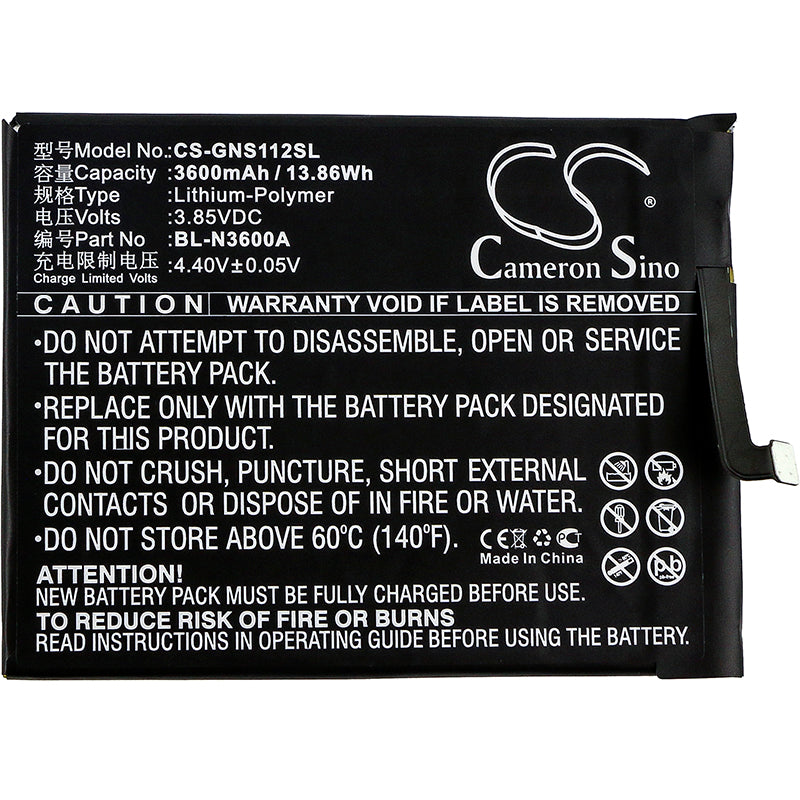 型号Model No.:CS-GNS112SL
容量Capacity :3600mAh / 13.86Wh
规格Type :Lithium-Polymer
电压Volts :3.85VDC
编号Part No :BL-N3600A
充电限制电压
Charge Limited Volts :4.40V±0.05V
CS ®
Cameron Sino
CAUTION WARRANTY VOID IF LABEL IS REMOVED
•DO NOT ATTEMPT TO DISASSEMBLE, OPEN OR SERVICE
THE BATTERY PACK.
•REPLACE ONLY WITH THE BATTERY PACK DESIGNATED
FOR THIS PRODUCT.
•DO NOT CRUSH, PUNCTURE, SHORT EXTERNAL
CONTACTS OR DISPOSE OF IN FIRE OR WATER.
•DO NOT STORE ABOVE 60ºC (140ºF).
CE
Made In China
Pb
ATTENTION!
NEW BATTERY PACK MUST BE FULLY CHARGED BEFORE USE.
TO REDUCE RISK OF FIRE OR BURNS
READ INSTRUCTIONS IN OPERATING GUIDE BEFORE USING THE BATTERY.